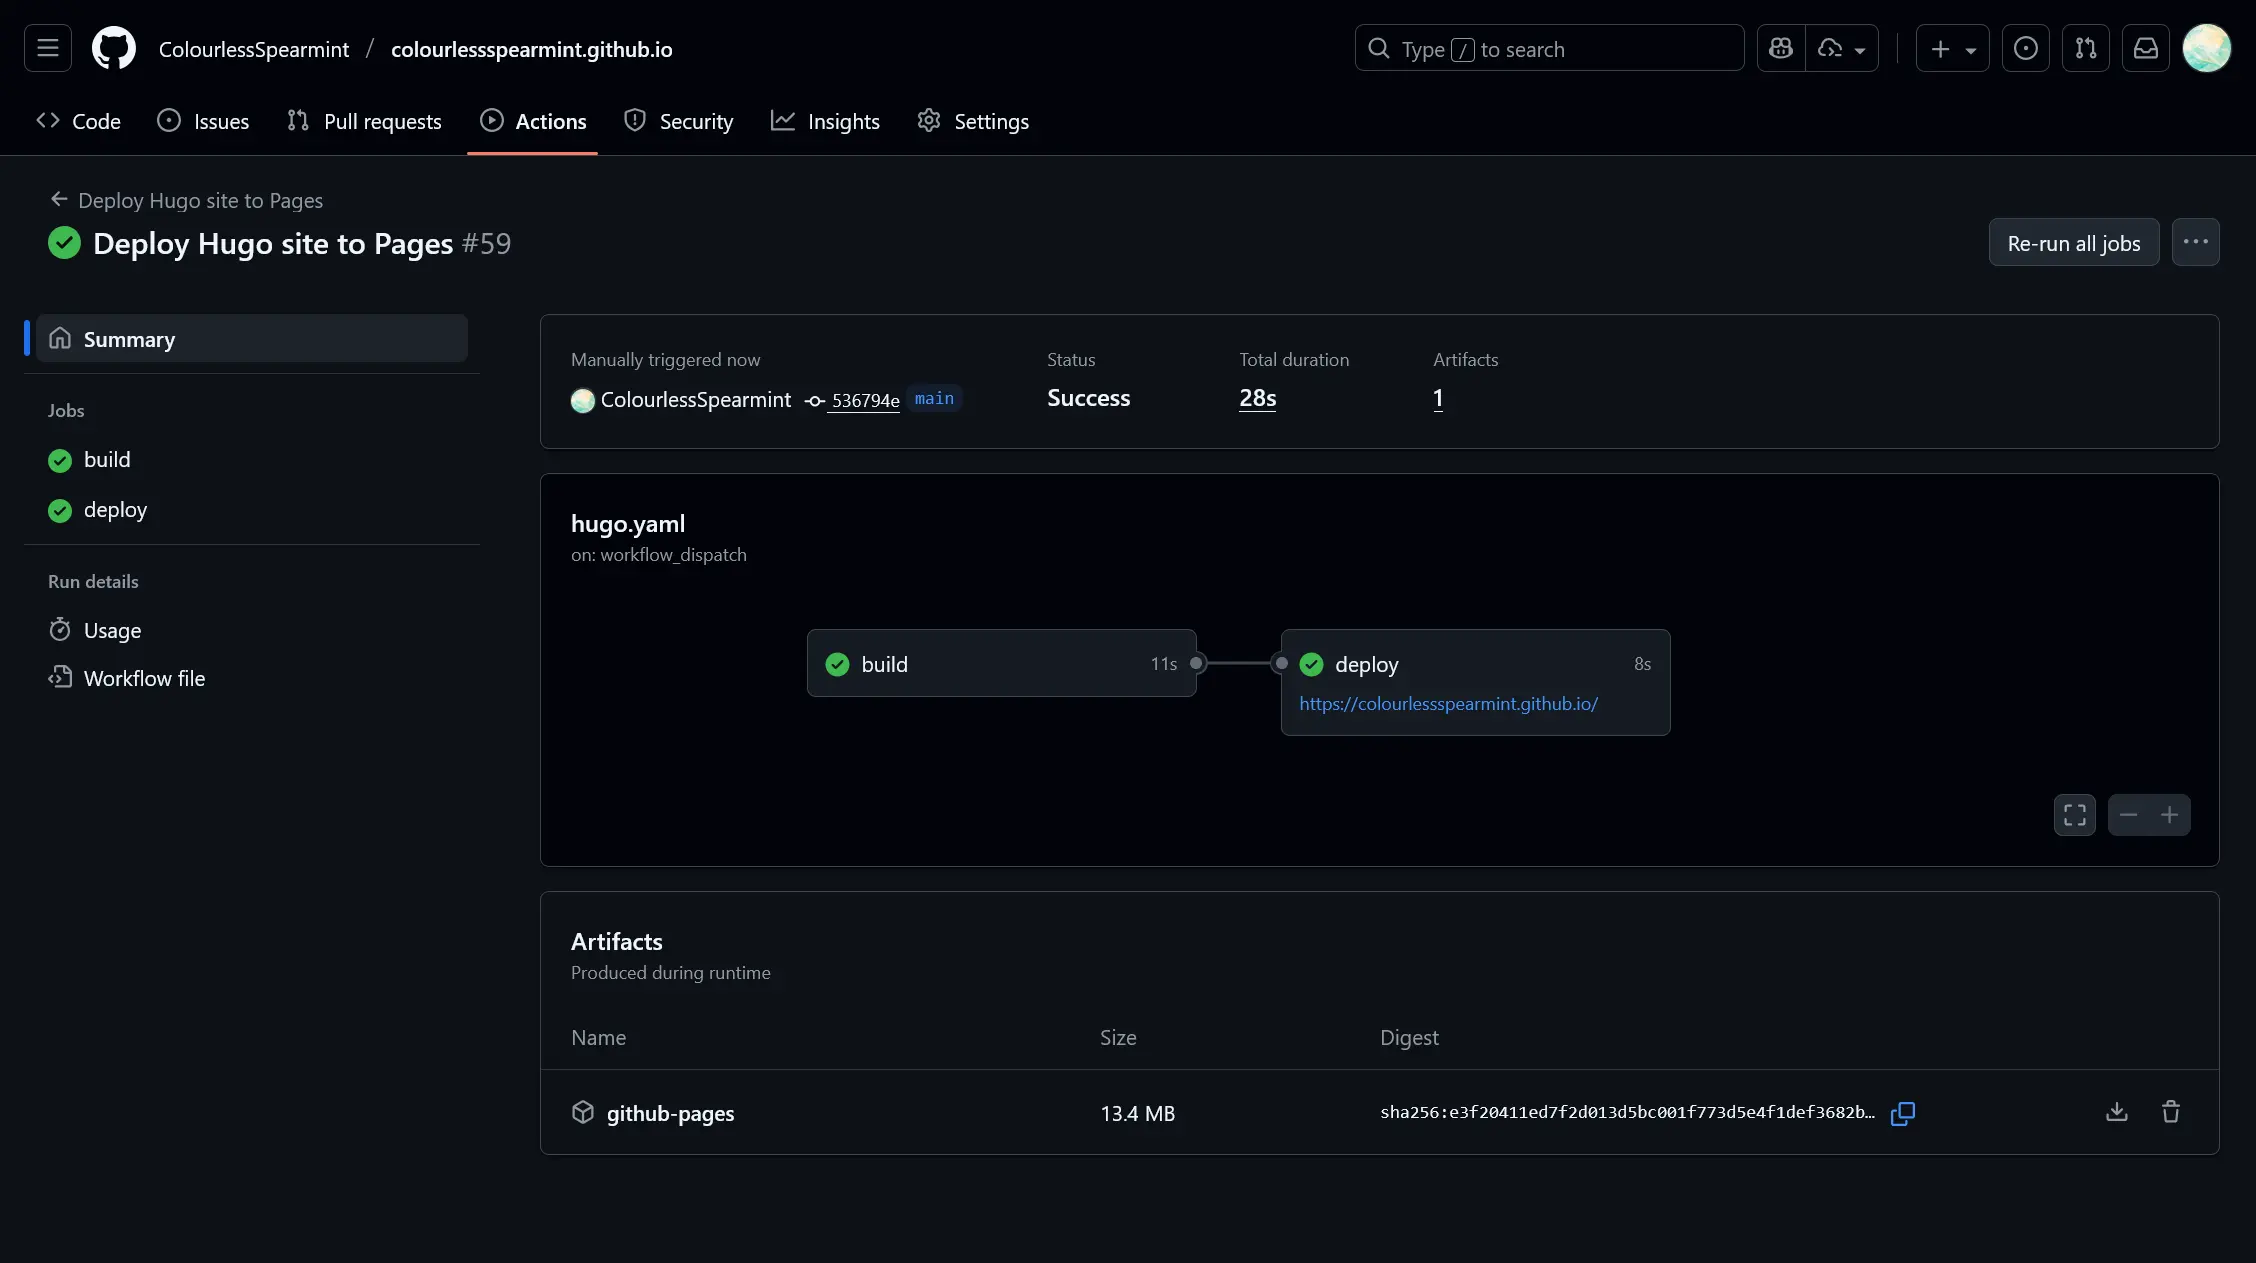 ColourlessSpearmint / colourlessspearmint.github.io
Type / to search
Code Issues Pull requests Actions Security Insights Settings
Deploy Hugo site to Pages
Deploy Hugo site to Pages #59
Re-run all jobs
Summary
Jobs
build
deploy
Run details
Usage
Workflow file
Manually triggered now
ColourlessSpearmint 536794e main
Status
Success
Total duration
28s
Artifacts
1
hugo.yaml
on: workflow_dispatch
build 11s
deploy 8s
https://colourlessspearmint.github.io/
Artifacts
Produced during runtime
Name Size Digest
github-pages 13.4 MB sha256:e3f20411ed7f2d013d5bc001f773d5e4f1def3682b…